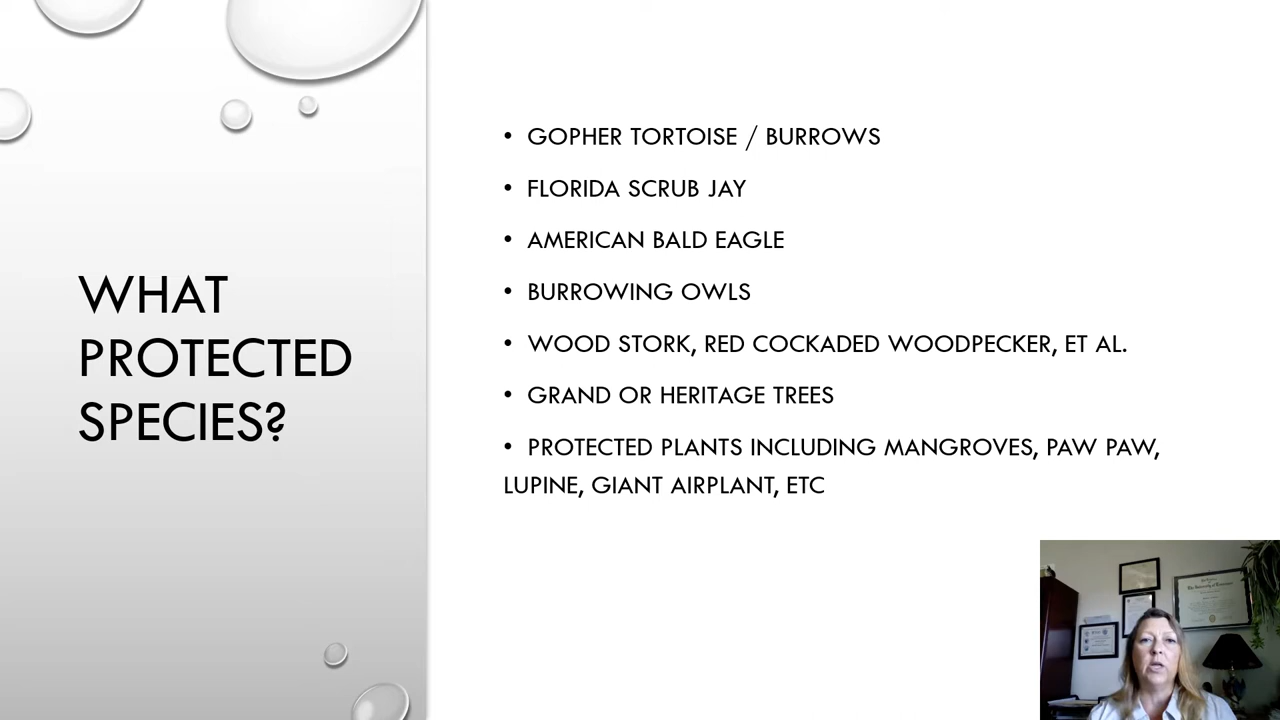 WHAT
PROTECTED
SPECIES?
• GOPHER TORTOISE / BURROWS
• FLORIDA SCRUB JAY
• AMERICAN BALD EAGLE
• BURROWING OWLS
• WOOD STORK, RED COCKADED WOODPECKER, ET AL.
• GRAND OR HERITAGE TREES
• PROTECTED PLANTS INCLUDING MANGROVES, PAW PAW,
LUPINE, GIANT AIRPLANT, ETC